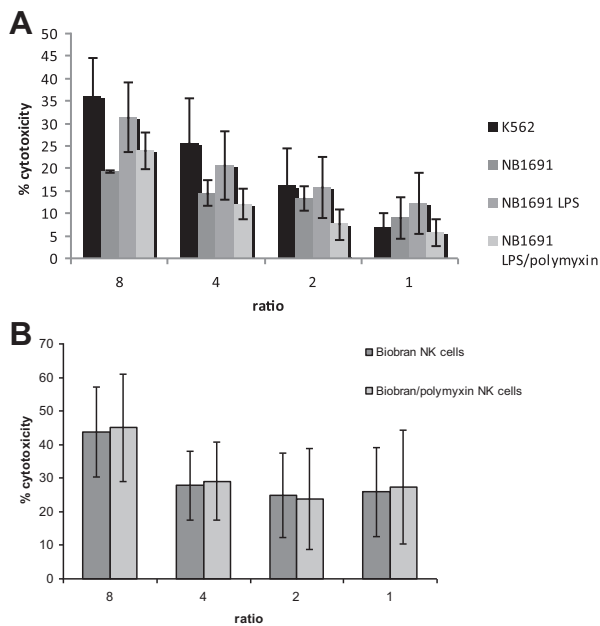 A
50
45
40
35
30
25
20
15
10
5
0
% cytotoxicity
8 4 2 1
ratio
K562
NB1691
NB1691 LPS
NB1691
LPS/polymyxin
B
70
60
50
40
30
20
10
0
% cytotoxicity
8 4 2 1
ratio
Biobran NK cells
Biobran/polymyxin NK cells